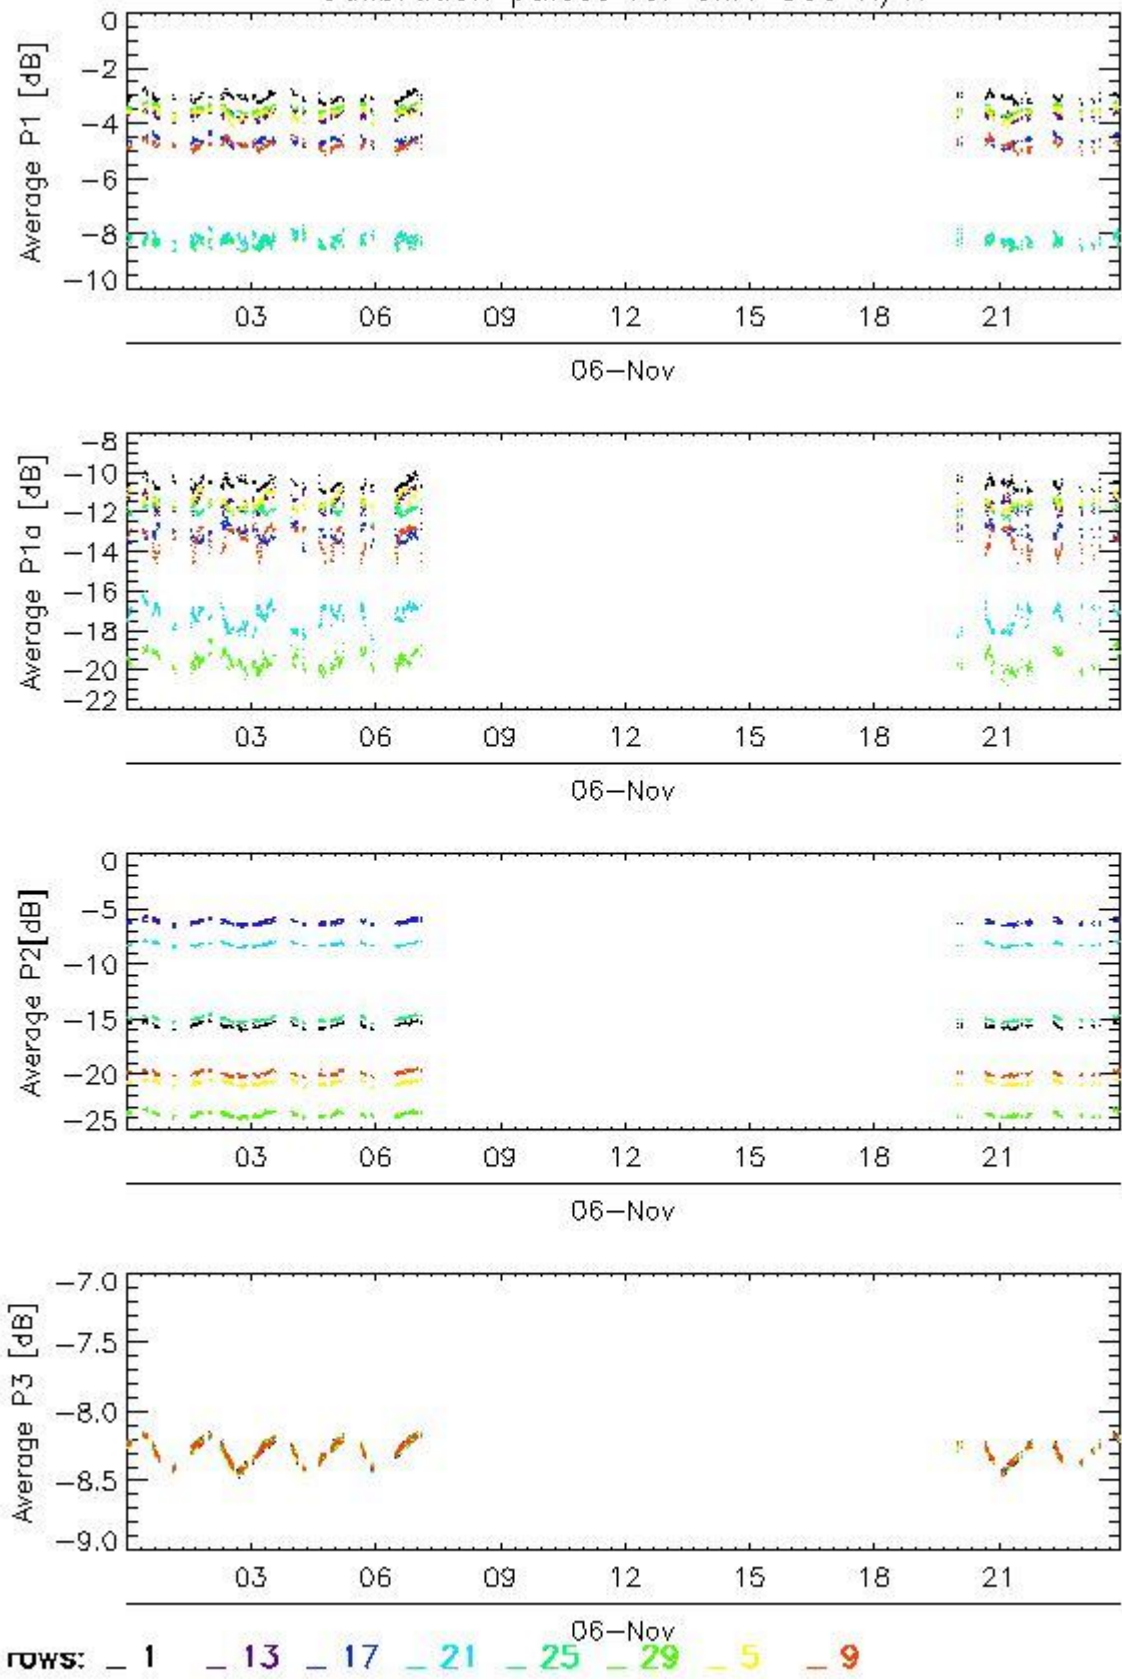 0
-2
-4
-6
-8
-10
Average P1 [dB]
03 06 09 12 15 18 21
06-Nov
-8
-10
-12
-14
-16
-18
-20
-22
Average P1a [dB]
03 06 09 12 15 18 21
06-Nov
0
-5
-10
-15
-20
-25
Average P2[dB]
03 06 09 12 15 18 21
06-Nov
-7.0
-7.5
-8.0
-8.5
-9.0
Average P3 [dB]
03 06 09 12 15 18 21
06-Nov
rows: _ 1 _ 13 _ 17 _ 21 _ 25 _ 29 _ 5 _ 9